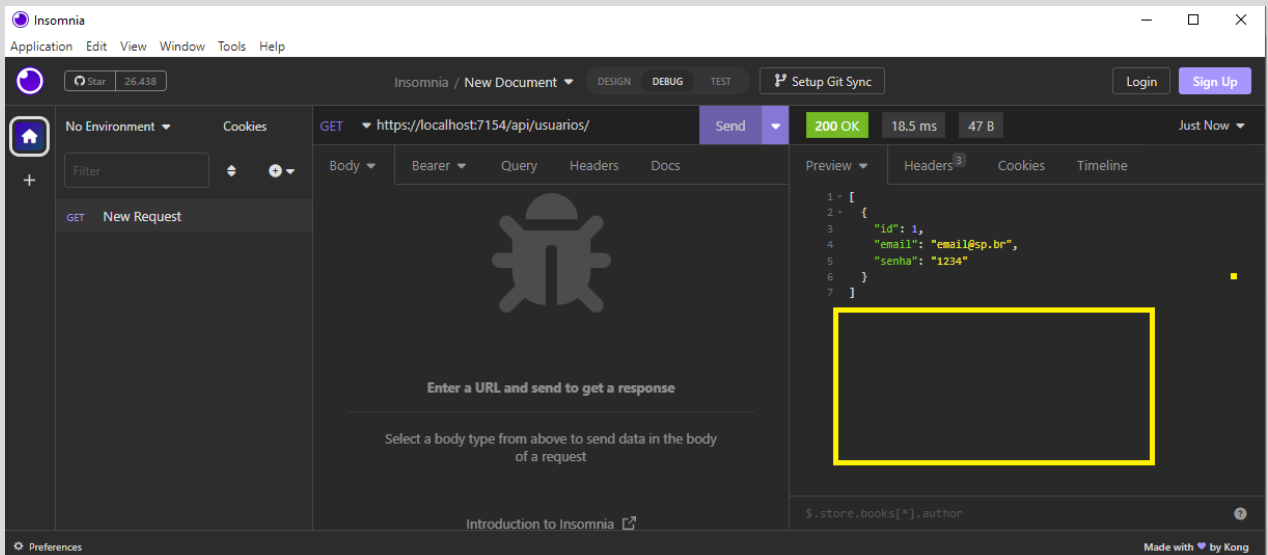 Insomnia
Application Edit View Window Tools Help
Star 26.438
Insomnia / New Document
DESIGN DEBUG TEST
Setup Git Sync
Login
Sign Up
No Environment
Cookies
GET https://localhost:7154/api/usuarios/
Send
200 OK
18.5 ms
47 B
Just Now
Filter
Body Bearer Query Headers Docs
Preview Headers 3 Cookies Timeline
GET New Request
1 [
2 {
3 "id": 1,
4 "email": "email@sp.br",
5 "senha": "1234"
6 }
7 ]
Enter a URL and send to get a response
Select a body type from above to send data in the body
of a request
Introduction to Insomnia
$.store.books[*].author
?
Preferences
Made with ♥ by Kong